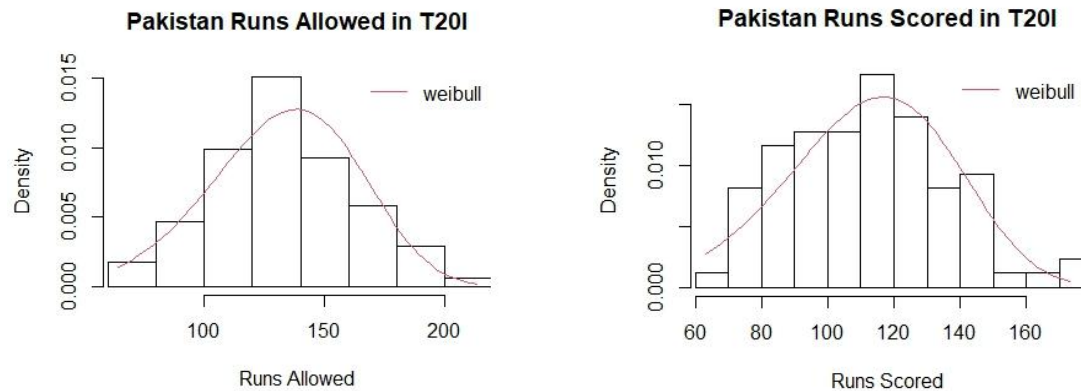 Pakistan Runs Allowed in T20I
weibull
Density
0.000
0.005
0.010
0.015
100
150
200
Runs Allowed
Pakistan Runs Scored in T20I
weibull
Density
0.000
0.010
60
80
100
120
140
160
Runs Scored